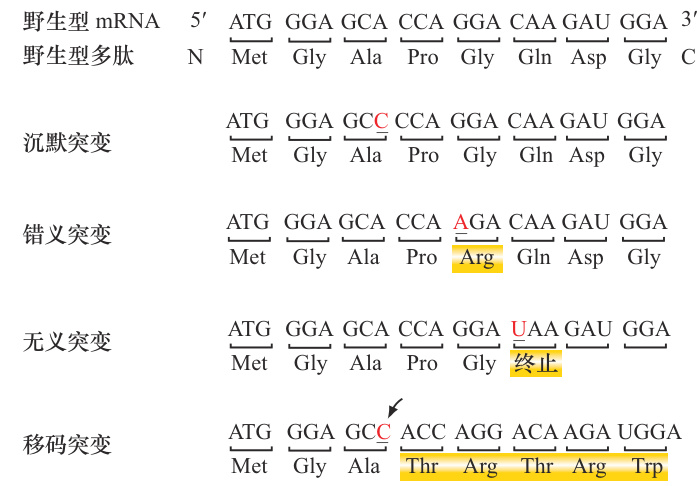 野生型 mRNA 5′ ATG GGA GCA CCA GGA CAA GAU GGA 3′
野生型多肽 N Met Gly Ala Pro Gly Gln Asp Gly C
ATG GGA GCC CCA GGA CAA GAU GGA
沉默突变
Met Gly Ala Pro Gly Gln Asp Gly
ATG GGA GCA CCA AGA CAA GAU GGA
错义突变
Met Gly Ala Pro Arg Gln Asp Gly
ATG GGA GCA CCA GGA UAA GAU GGA
无义突变
Met Gly Ala Pro Gly 终止
ATG GGA GCC ACC AGG ACA AGA UGGA
移码突变
Met Gly Ala Thr Arg Thr Arg Trp